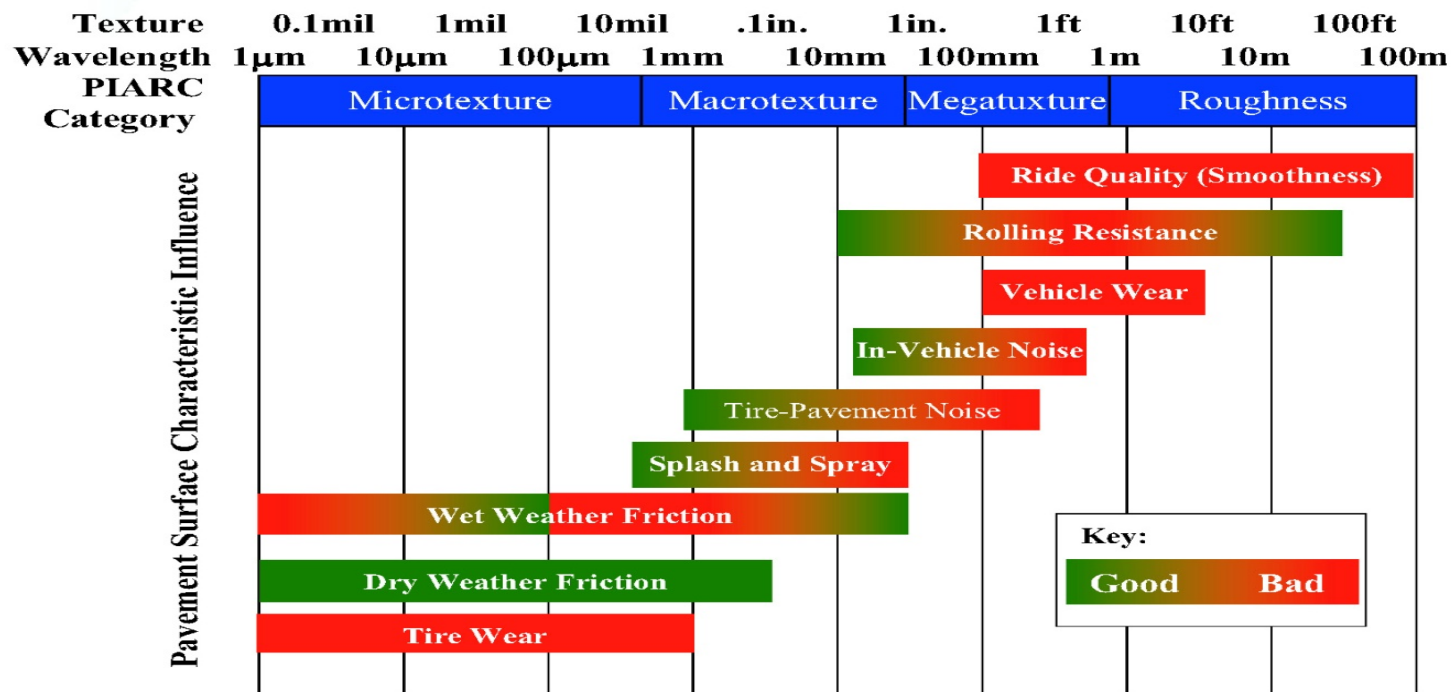 Texture 0.1mil 1mil 10mil .1in. 1in. 1ft 10ft 100ft
Wavelength 1μm 10μm 100μm 1mm 10mm 100mm 1m 10m 100m
PIARC
Category
Microtexture Macrotexture Megatuxture Roughness
Pavement Surface Characteristic Influence
Ride Quality (Smoothness)
Rolling Resistance
Vehicle Wear
In-Vehicle Noise
Tire-Pavement Noise
Splash and Spray
Wet Weather Friction
Dry Weather Friction
Tire Wear
Key:
Good Bad